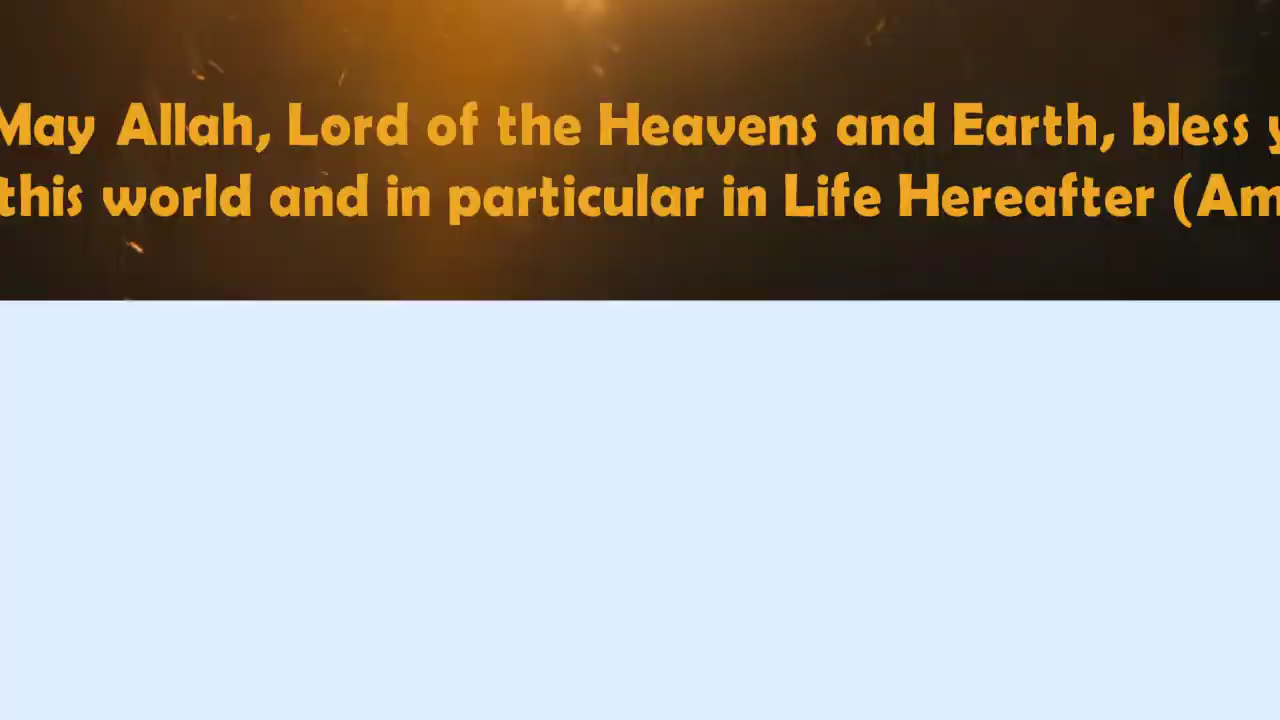 May Allah, Lord of the Heavens and Earth, bless
this world and in particular in Life Hereafter